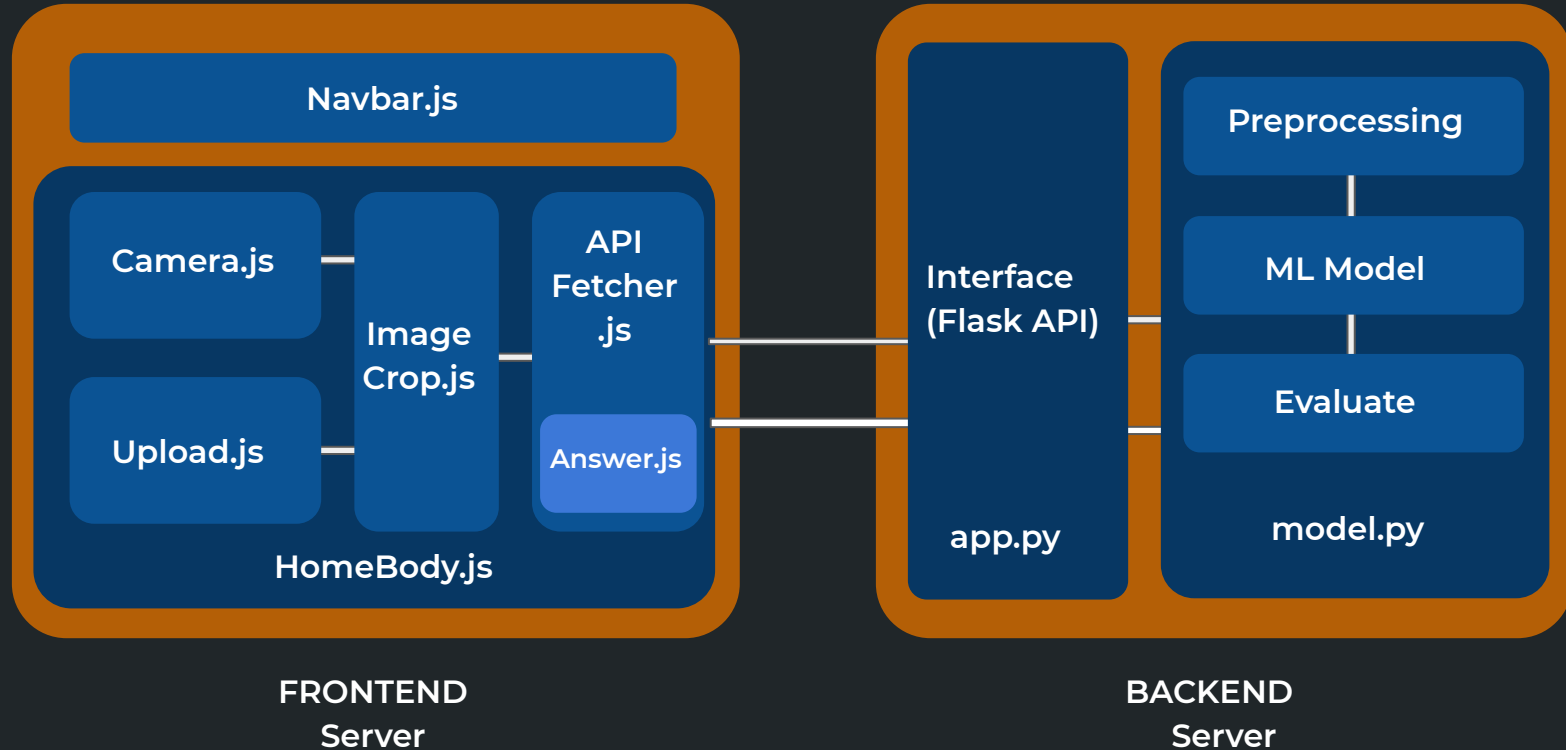 Navbar.js
Camera.js
Upload.js
Image
Crop.js
API
Fetcher
.js
Answer.js
HomeBody.js
FRONTEND
Server
Interface
(Flask API)
app.py
Preprocessing
ML Model
Evaluate
model.py
BACKEND
Server